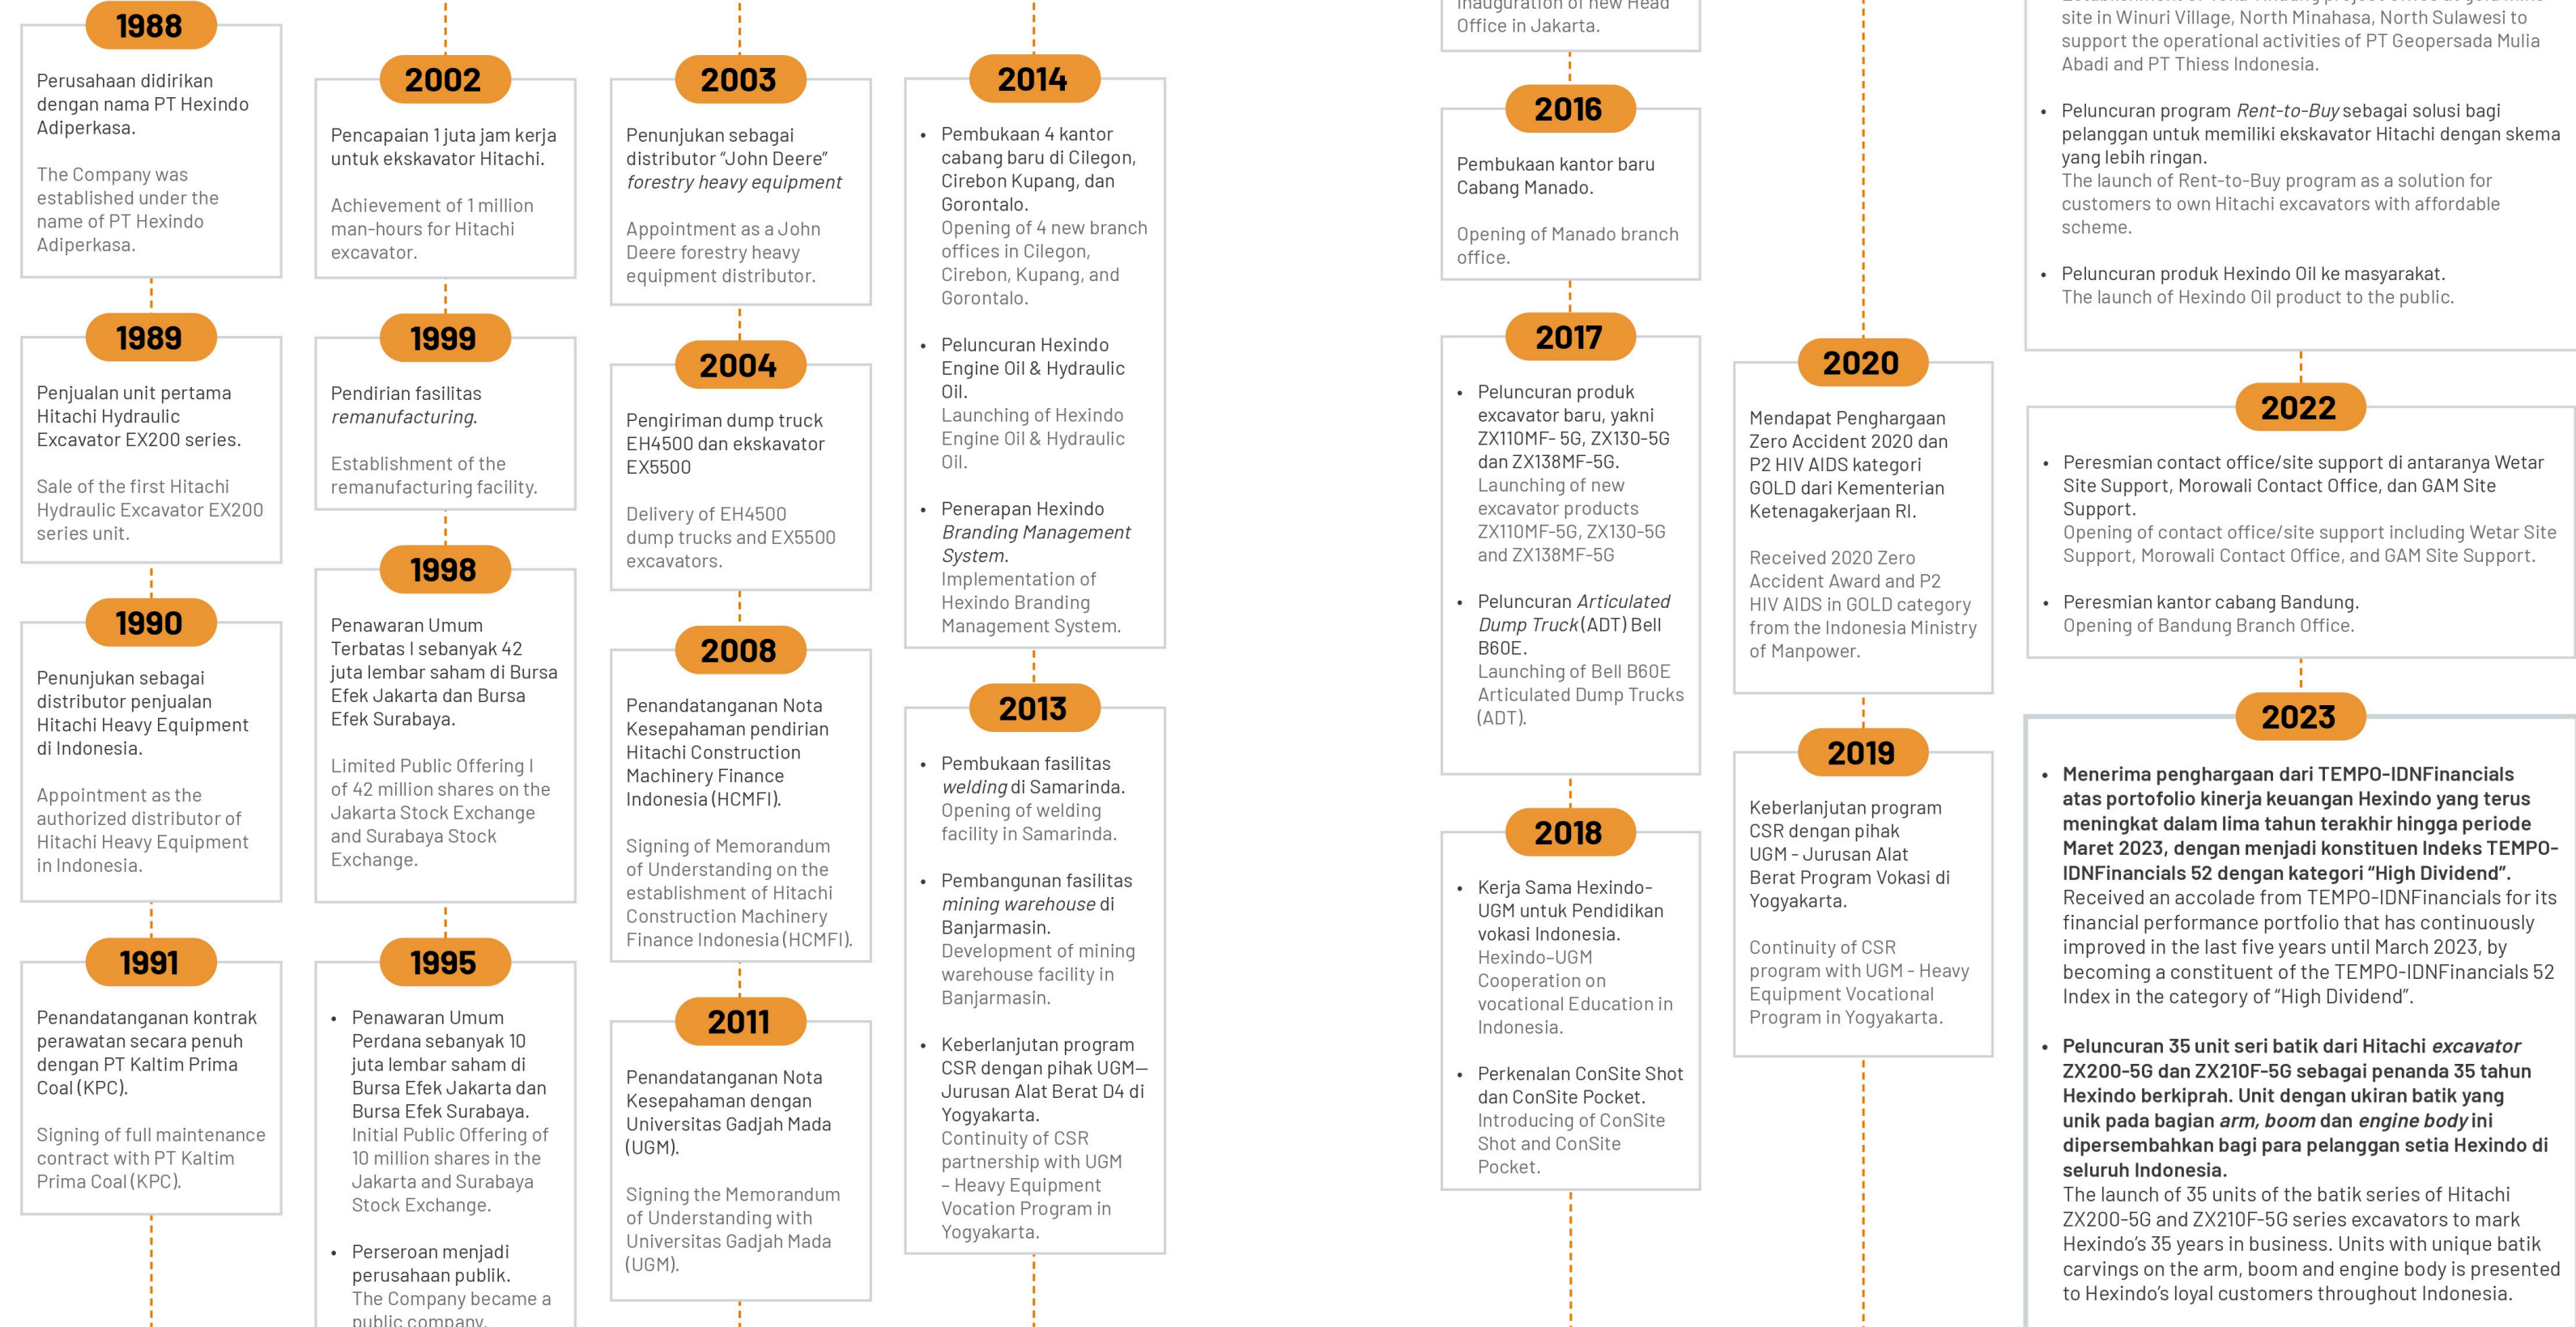 1988
Perusahaan didirikan
dengan nama PT Hexindo
Adiperkasa.
The Company was
established under the
name of PT Hexindo
Adiperkasa.
1989
Penjualan unit pertama
Hitachi Hydraulic
Excavator EX200 series.
Sale of the first Hitachi
Hydraulic Excavator EX200
series unit.
1990
Penunjukan sebagai
distributor penjualan
Hitachi Heavy Equipment
di Indonesia.
Appointment as the
authorized distributor of
Hitachi Heavy Equipment
in Indonesia.
1991
Penandatanganan kontrak
perawatan secara penuh
dengan PT Kaltim Prima
Coal (KPC).
Signing of full maintenance
contract with PT Kaltim
Prima Coal (KPC).
2002
Pencapaian 1 juta jam kerja
untuk ekskavator Hitachi.
Achievement of 1 million
man-hours for Hitachi
excavator.
1999
Pendirian fasilitas
remanufacturing.
Establishment of the
remanufacturing facility.
1998
Penawaran Umum
Terbatas I sebanyak 42
juta lembar saham di Bursa
Efek Jakarta dan Bursa
Efek Surabaya.
Limited Public Offering I
of 42 million shares on the
Jakarta Stock Exchange
and Surabaya Stock
Exchange.
1995
• Penawaran Umum
Perdana sebanyak 10
juta lembar saham di
Bursa Efek Jakarta dan
Bursa Efek Surabaya.
Initial Public Offering of
10 million shares in the
Jakarta and Surabaya
Stock Exchange.
• Perseroan menjadi
perusahaan publik.
The Company became a
public company.
2003
Penunjukan sebagai
distributor “John Deere”
forestry heavy equipment
Appointment as a John
Deere forestry heavy
equipment distributor.
2004
Pengiriman dump truck
EH4500 dan ekskavator
EX5500
Delivery of EH4500
dump trucks and EX5500
excavators.
2008
Penandatanganan Nota
Kesepahaman pendirian
Hitachi Construction
Machinery Finance
Indonesia (HCMFI).
Signing of Memorandum
of Understanding on the
establishment of Hitachi
Construction Machinery
Finance Indonesia (HCMFI).
2011
Penandatanganan Nota
Kesepahaman dengan
Universitas Gadjah Mada
(UGM).
Signing the Memorandum
of Understanding with
Universitas Gadjah Mada
(UGM).
2014
• Pembukaan 4 kantor
cabang baru di Cilegon,
Cirebon Kupang, dan
Gorontalo.
Opening of 4 new branch
offices in Cilegon,
Cirebon, Kupang, and
Gorontalo.
• Peluncuran Hexindo
Engine Oil & Hydraulic
Oil.
Launching of Hexindo
Engine Oil & Hydraulic
Oil.
• Penerapan Hexindo
Branding Management
System.
Implementation of
Hexindo Branding
Management System.
2013
• Pembukaan fasilitas
welding di Samarinda.
Opening of welding
facility in Samarinda.
• Pembangunan fasilitas
mining warehouse di
Banjarmasin.
Development of mining
warehouse facility in
Banjarmasin.
• Keberlanjutan program
CSR dengan pihak UGM—
Jurusan Alat Berat D4 di
Yogyakarta.
Continuity of CSR
partnership with UGM
– Heavy Equipment
Vocation Program in
Yogyakarta.
Inauguration of new Head
Office in Jakarta.
2016
Pembukaan kantor baru
Cabang Manado.
Opening of Manado branch
office.
2017
• Peluncuran produk
excavator baru, yakni
ZX110MF- 5G, ZX130-5G
dan ZX138MF-5G.
Launching of new
excavator products
ZX110MF-5G, ZX130-5G
and ZX138MF-5G
• Peluncuran Articulated
Dump Truck (ADT) Bell
B60E.
Launching of Bell B60E
Articulated Dump Trucks
(ADT).
2018
• Kerja Sama Hexindo-
UGM untuk Pendidikan
vokasi Indonesia.
Hexindo–UGM
Cooperation on
vocational Education in
Indonesia.
• Perkenalan ConSite Shot
dan ConSite Pocket.
Introducing of ConSite
Shot and ConSite
Pocket.
2020
Mendapat Penghargaan
Zero Accident 2020 dan
P2 HIV AIDS kategori
GOLD dari Kementerian
Ketenagakerjaan RI.
Received 2020 Zero
Accident Award and P2
HIV AIDS in GOLD category
from the Indonesia Ministry
of Manpower.
2019
Keberlanjutan program
CSR dengan pihak
UGM - Jurusan Alat
Berat Program Vokasi di
Yogyakarta.
Continuity of CSR
program with UGM - Heavy
Equipment Vocational
Program in Yogyakarta.
site in Winuri Village, North Minahasa, North Sulawesi to
support the operational activities of PT Geopersada Mulia
Abadi and PT Thiess Indonesia.
• Peluncuran program Rent-to-Buy sebagai solusi bagi
pelanggan untuk memiliki ekskavator Hitachi dengan skema
yang lebih ringan.
The launch of Rent-to-Buy program as a solution for
customers to own Hitachi excavators with affordable
scheme.
• Peluncuran produk Hexindo Oil ke masyarakat.
The launch of Hexindo Oil product to the public.
2022
• Peresmian contact office/site support di antaranya Wetar
Site Support, Morowali Contact Office, dan GAM Site
Support.
Opening of contact office/site support including Wetar Site
Support, Morowali Contact Office, and GAM Site Support.
• Peresmian kantor cabang Bandung.
Opening of Bandung Branch Office.
2023
• Menerima penghargaan dari TEMPO-IDNFinancials
atas portofolio kinerja keuangan Hexindo yang terus
meningkat dalam lima tahun terakhir hingga periode
Maret 2023, dengan menjadi konstituen Indeks TEMPO-
IDNFinancials 52 dengan kategori “High Dividend”.
Received an accolade from TEMPO-IDNFinancials for its
financial performance portfolio that has continuously
improved in the last five years until March 2023, by
becoming a constituent of the TEMPO-IDNFinancials 52
Index in the category of “High Dividend”.
• Peluncuran 35 unit seri batik dari Hitachi excavator
ZX200-5G dan ZX210F-5G sebagai penanda 35 tahun
Hexindo berkiprah. Unit dengan ukiran batik yang
unik pada bagian arm, boom dan engine body ini
dipersembahkan bagi para pelanggan setia Hexindo di
seluruh Indonesia.
The launch of 35 units of the batik series of Hitachi
ZX200-5G and ZX210F-5G series excavators to mark
Hexindo’s 35 years in business. Units with unique batik
carvings on the arm, boom and engine body is presented
to Hexindo’s loyal customers throughout Indonesia.